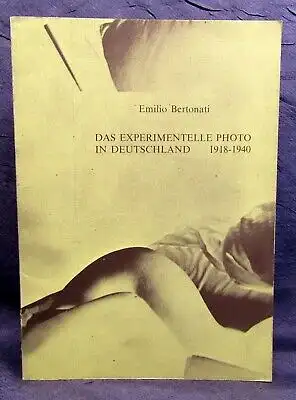 Emilio Bertonati
DAS EXPERIMENTELLE PHOTO
IN DEUTSCHLAND 1918-1940